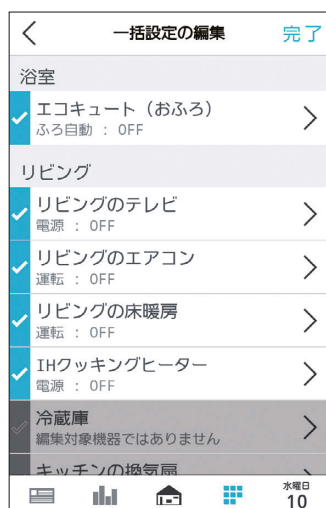 一括設定の編集 完了
浴室
エコキュート（おふろ）
ふろ自動 : OFF
リビング
リビングのテレビ
電源 : OFF
リビングのエアコン
運転 : OFF
リビングの床暖房
運転 : OFF
IHクッキングヒーター
電源 : OFF
冷蔵庫
編集対象機器ではありません
キッチンの換気扇
水曜日
10